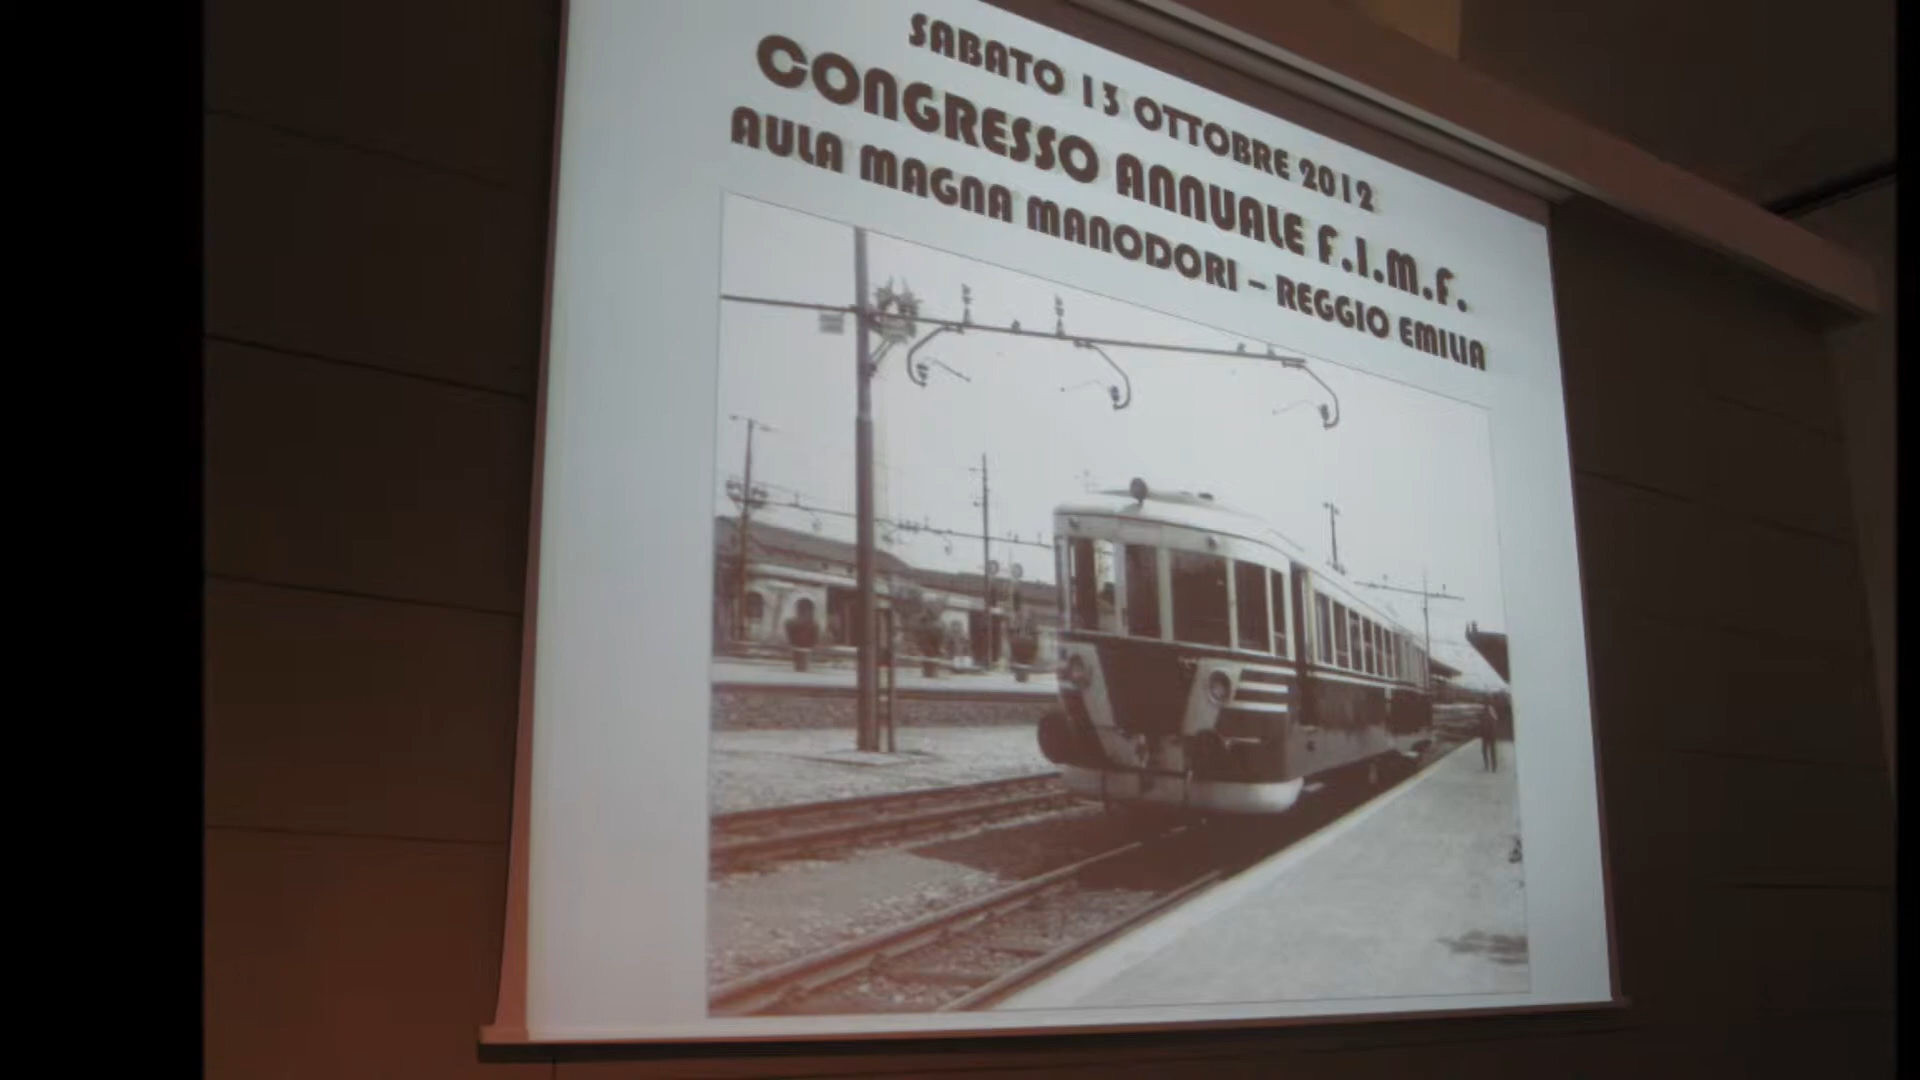 SABATO 13 OTTOBRE 2012
CONGRESSO ANNUALE F.I.M.F.
AULA MAGNA MANODORI – REGGIO EMILIA